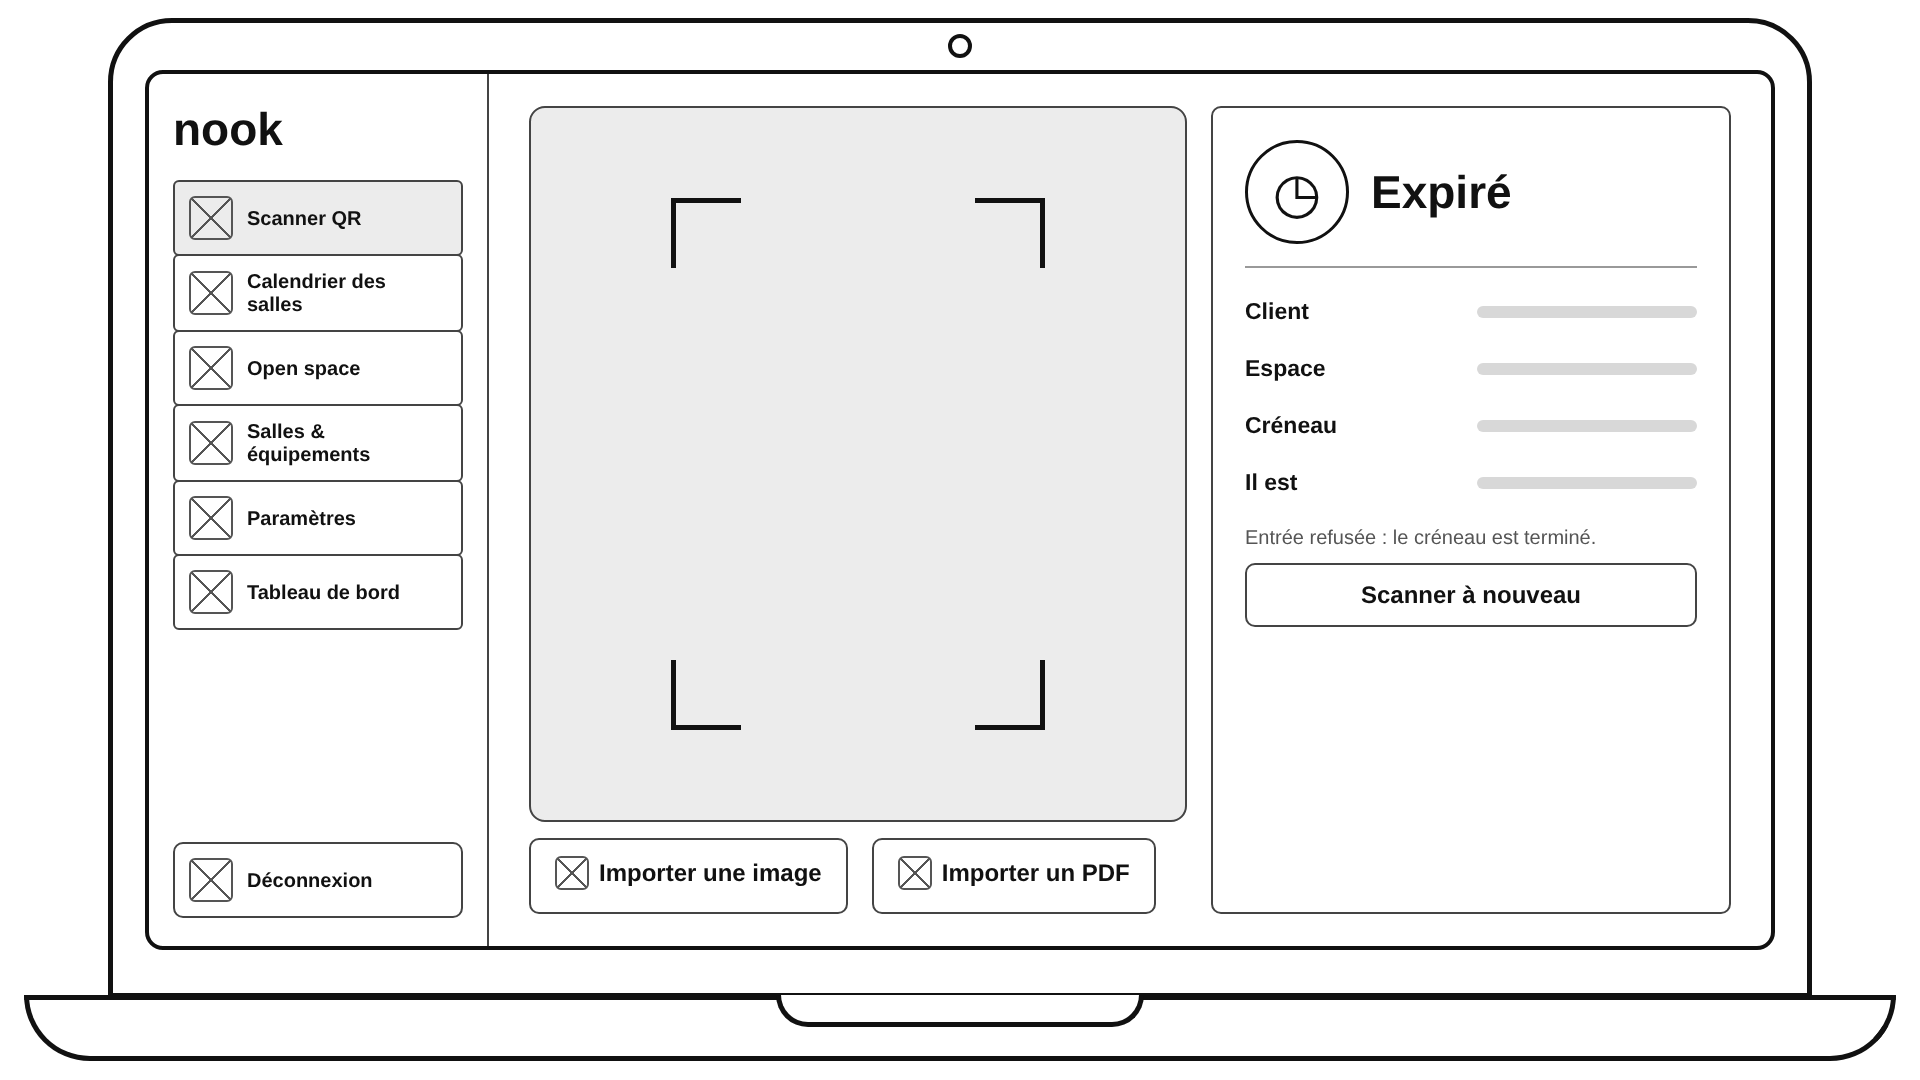 nook
Scanner QR
Calendrier des
salles
Open space
Salles &
équipements
Paramètres
Tableau de bord
Déconnexion
Importer une image
Importer un PDF
Expiré
Client
Espace
Créneau
Il est
Entrée refusée : le créneau est terminé.
Scanner à nouveau